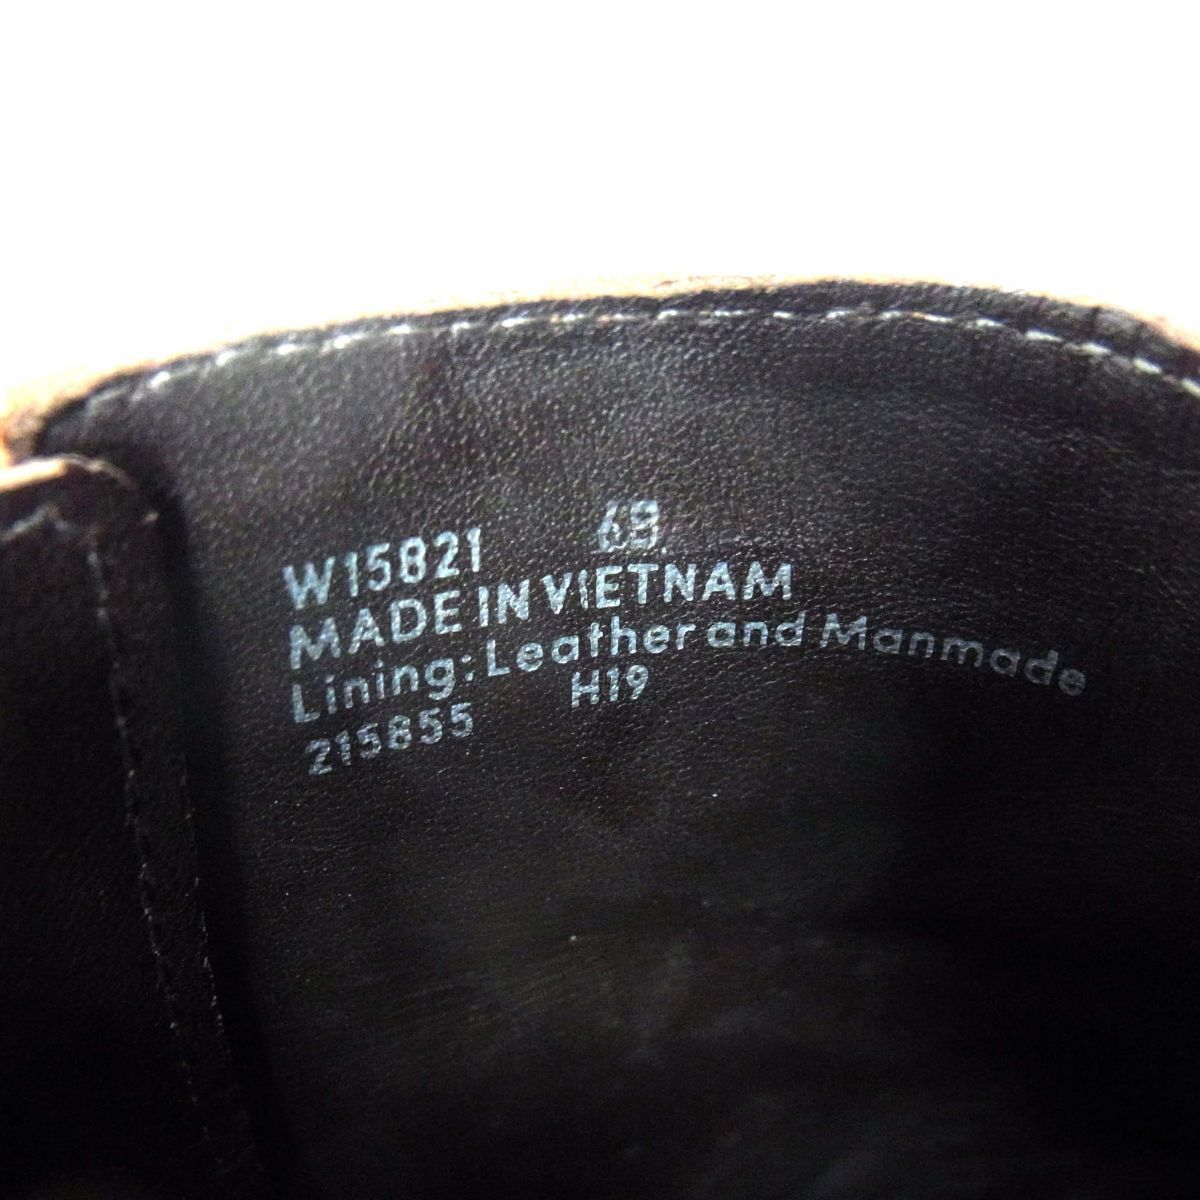 W15821 6B
MADE IN VIETNAM
Lining: Leather and Manmade
215855 H19